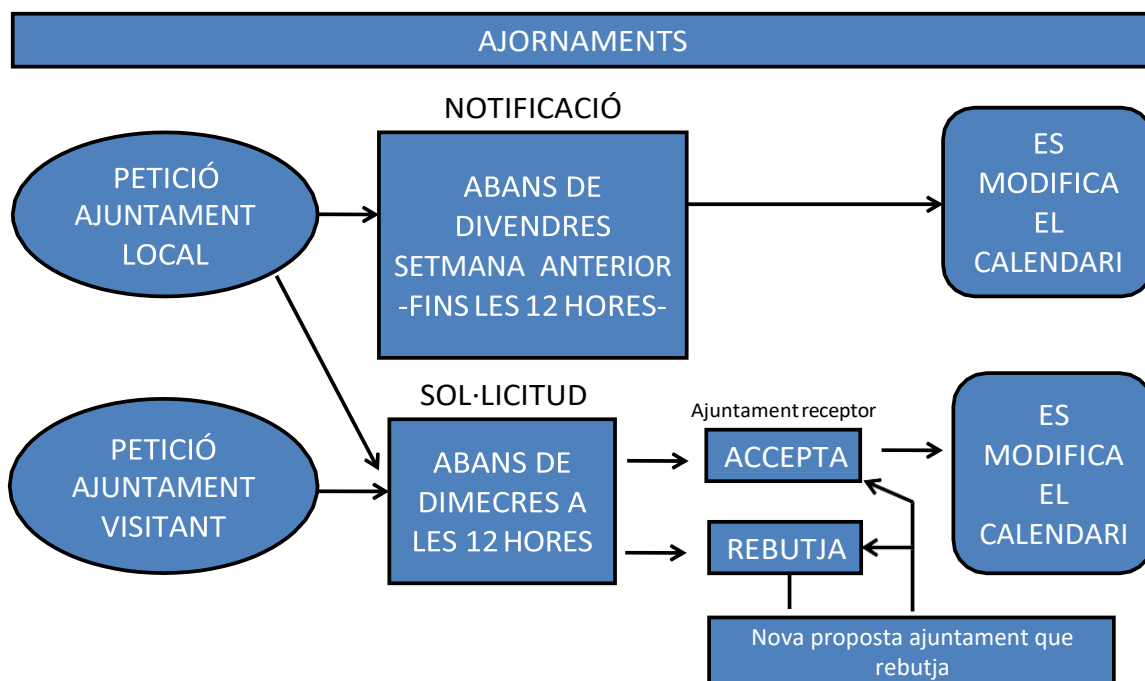 AJORNAMENTS
NOTIFICACIÓ
PETICIÓ
AJUNTAMENT
LOCAL
ABANS DE
DIVENDRES
SETMANA ANTERIOR
-FINS LES 12 HORES-
ES
MODIFICA
EL
CALENDARI
SOL·LICITUD
PETICIÓ
AJUNTAMENT
VISITANT
ABANS DE
DIMECRES A
LES 12 HORES
Ajuntament receptor
ACCEPTA
REBUTJA
ES
MODIFICA
EL
CALENDARI
Nova proposta ajuntament que
rebutja